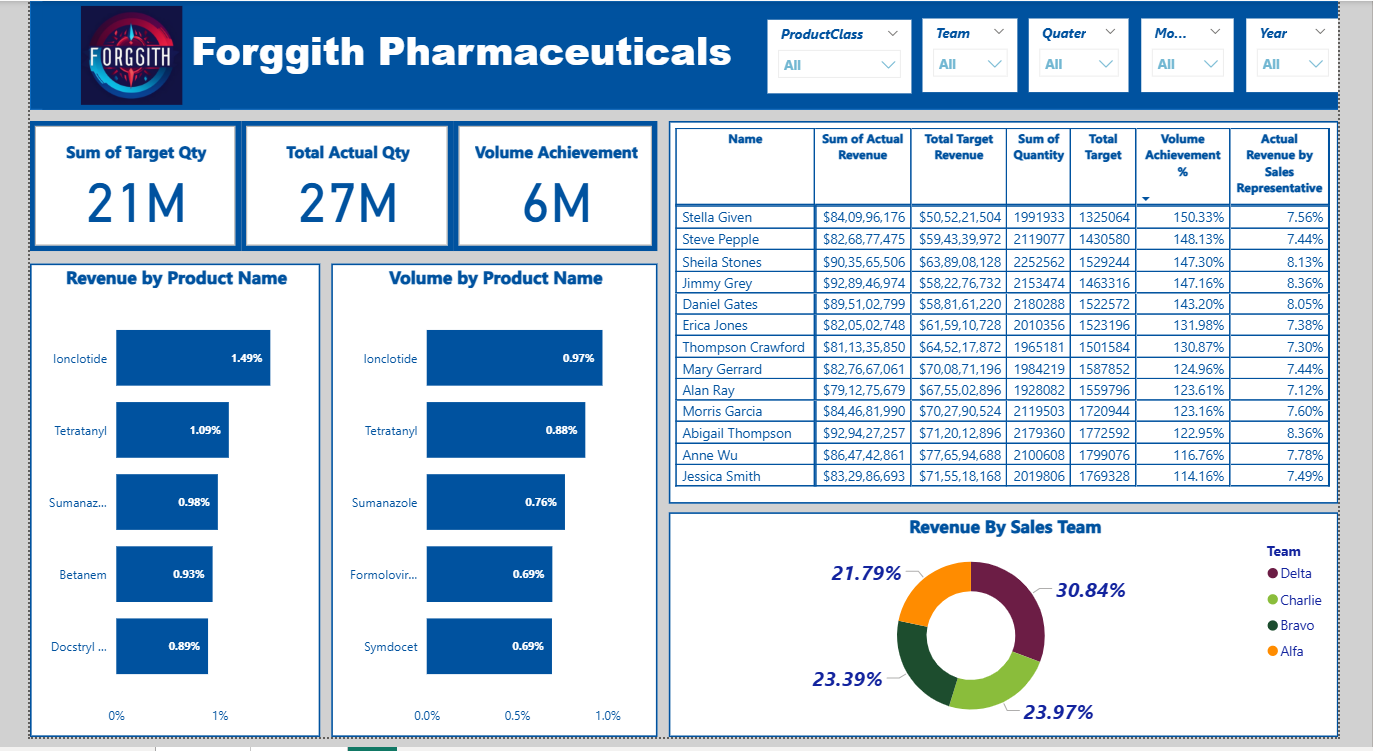 FORGGITH
Forggith Pharmaceuticals
ProductClass
All
Team
All
Quater
All
Mo...
All
Year
All
Sum of Target Qty
21M
Total Actual Qty
27M
Volume Achievement
6M
Revenue by Product Name
Ionclotide 1.49%
Tetratanyl 1.09%
Sumanaz... 0.98%
Betanem 0.93%
Docstryl ... 0.89%
0% 1%
Volume by Product Name
Ionclotide 0.97%
Tetratanyl 0.88%
Sumanazole 0.76%
Formolovir... 0.69%
Symdocet 0.69%
0.0% 0.5% 1.0%
Name Sum of Actual Total Target Sum of Total Volume Actual
Revenue Revenue Quantity Target Achievement Revenue by
% Sales
Representative
Stella Given $84,09,96,176 $50,52,21,504 1991933 1325064 150.33% 7.56%
Steve Pepple $82,68,77,475 $59,43,39,972 2119077 1430580 148.13% 7.44%
Sheila Stones $90,35,65,506 $63,89,08,128 2252562 1529244 147.30% 8.13%
Jimmy Grey $92,89,46,974 $58,22,76,732 2153474 1463316 147.16% 8.36%
Daniel Gates $89,51,02,799 $58,81,61,220 2180288 1522572 143.20% 8.05%
Erica Jones $82,05,02,748 $61,59,10,728 2010356 1523196 131.98% 7.38%
Thompson Crawford $81,13,35,850 $64,52,17,872 1965181 1501584 130.87% 7.30%
Mary Gerrard $82,76,67,061 $70,08,71,196 1984219 1587852 124.96% 7.44%
Alan Ray $79,12,75,679 $67,55,02,896 1928082 1559796 123.61% 7.12%
Morris Garcia $84,46,81,990 $70,27,90,524 2119503 1720944 123.16% 7.60%
Abigail Thompson $92,94,27,257 $71,20,12,896 2179360 1772592 122.95% 8.36%
Anne Wu $86,47,42,861 $77,65,94,688 2100608 1799076 116.76% 7.78%
Jessica Smith $83,29,86,693 $71,55,18,168 2019806 1769328 114.16% 7.49%
Revenue By Sales Team
21.79%
30.84%
23.39%
23.97%
Team
Delta
Charlie
Bravo
Alfa